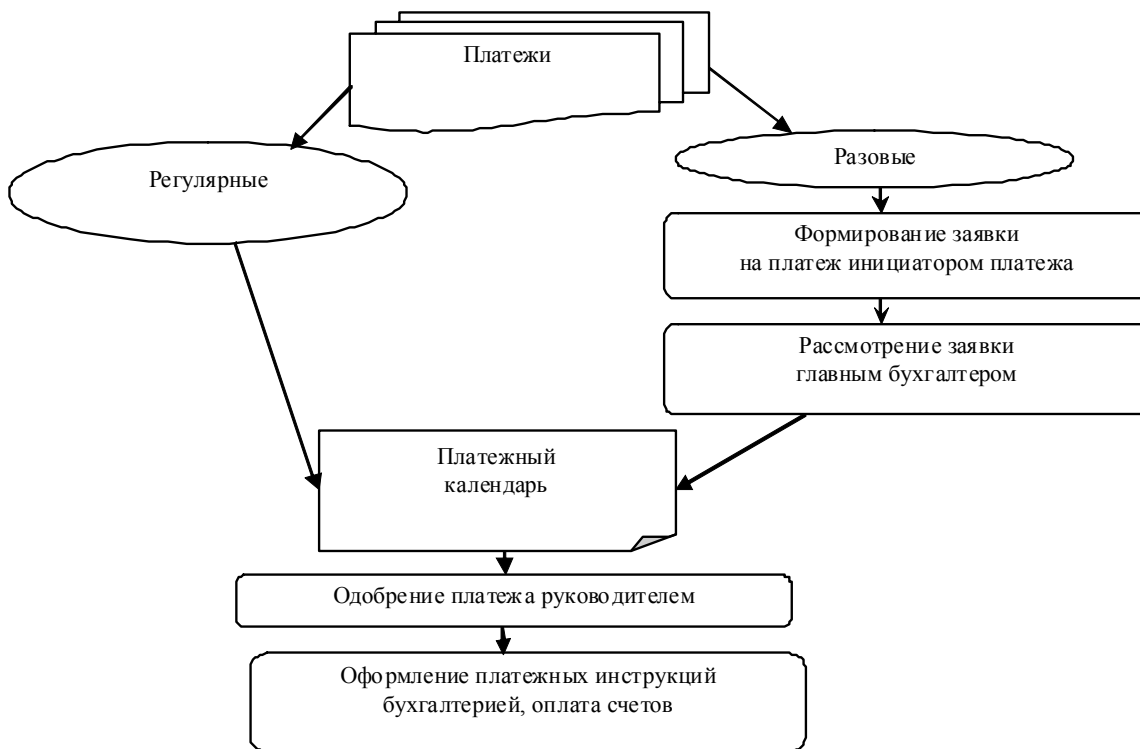 Платежи
Регулярные
Разовые
Формирование заявки
на платеж инициатором платежа
Рассмотрение заявки
главным бухгалтером
Платежный
календарь
Одобрение платежа руководителем
Оформление платежных инструкций
бухгалтерией, оплата счетов